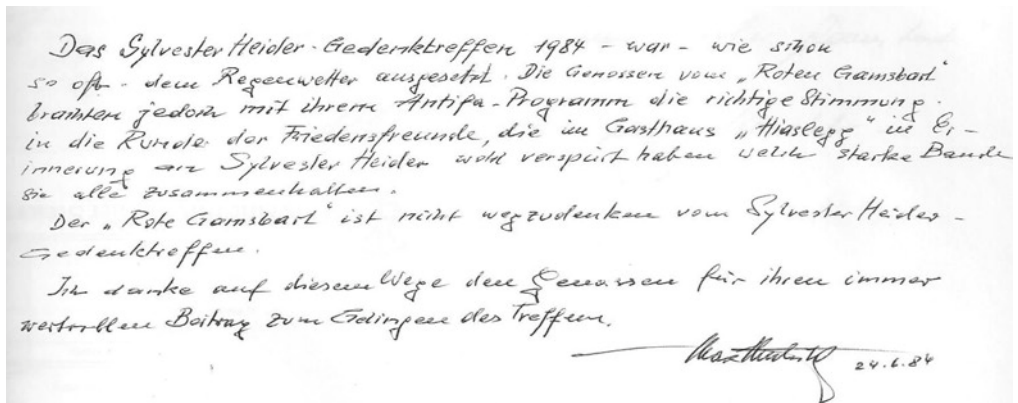 Das Sylvester Heider-Gedenktreffen 1984 - war - wie schon
so oft - dem Regenwetter ausgesetzt. Die Genossen vom „Roten Gamsbart“
brachten jedoch mit ihrem Antifa-Programm die richtige Stimmung
in die Runde der Friedensfreunde, die im Gasthaus „Hiaslegg“ in Er-
innerung an Sylvester Heider wohl verspürt haben welch starke Bande
sie alle zusammenhalten.
Der „Rote Gamsbart“ ist nicht wegzudenken vom Sylvester Heider-
Gedenktreffen.
Ich danke auf diesem Wege den Genossen für ihren immer
wertvollen Beitrag zum Gelingen des Treffens.
24.6.84